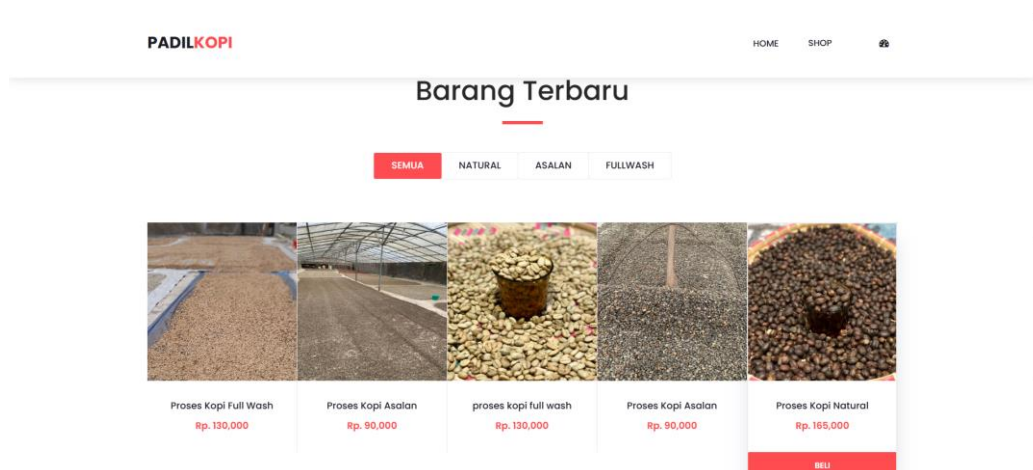 PADILKOPI
HOME SHOP
Barang Terbaru
SEMUA NATURAL ASALAN FULLWASH
Proses Kopi Full Wash Proses Kopi Asalan proses kopi full wash Proses Kopi Asalan Proses Kopi Natural
Rp. 130,000 Rp. 90,000 Rp. 130,000 Rp. 90,000 Rp. 165,000
BELI